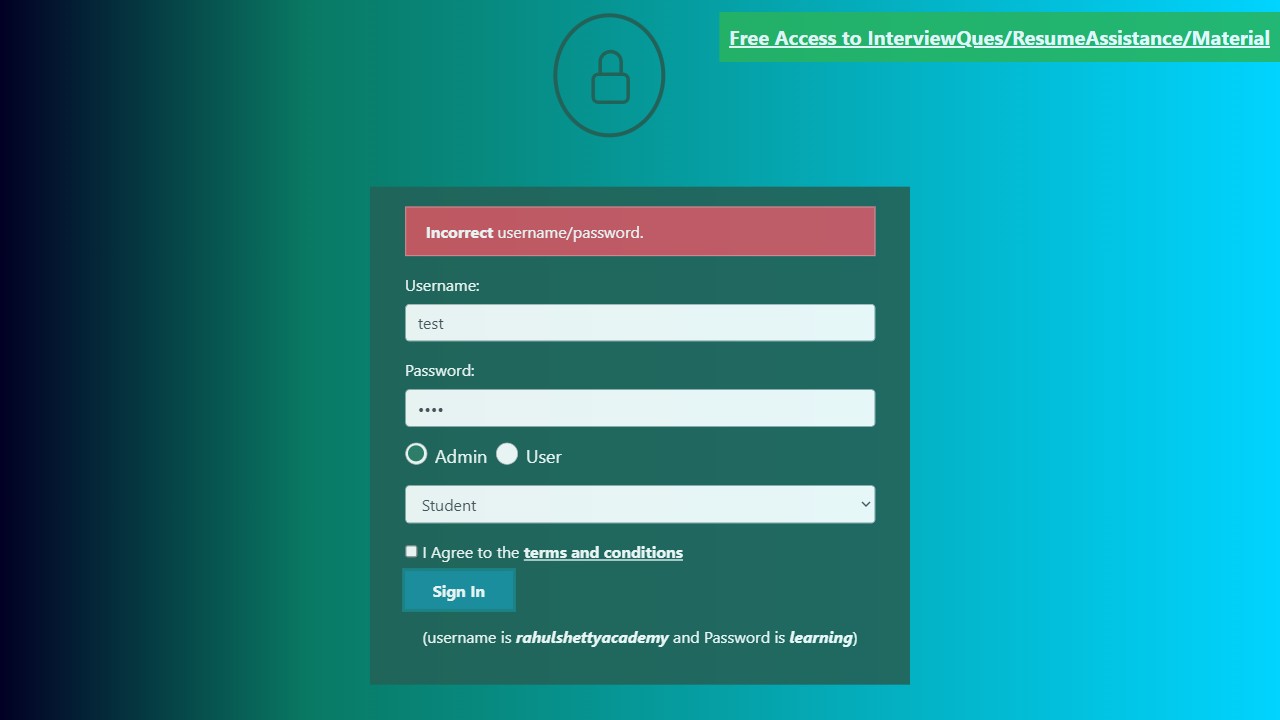 Free Access to InterviewQues/ResumeAssistance/Material
Incorrect username/password.
Username:
test
Password:
••••
Admin User
Student
I Agree to the terms and conditions
Sign In
(username is rahulshettyacademy and Password is learning)